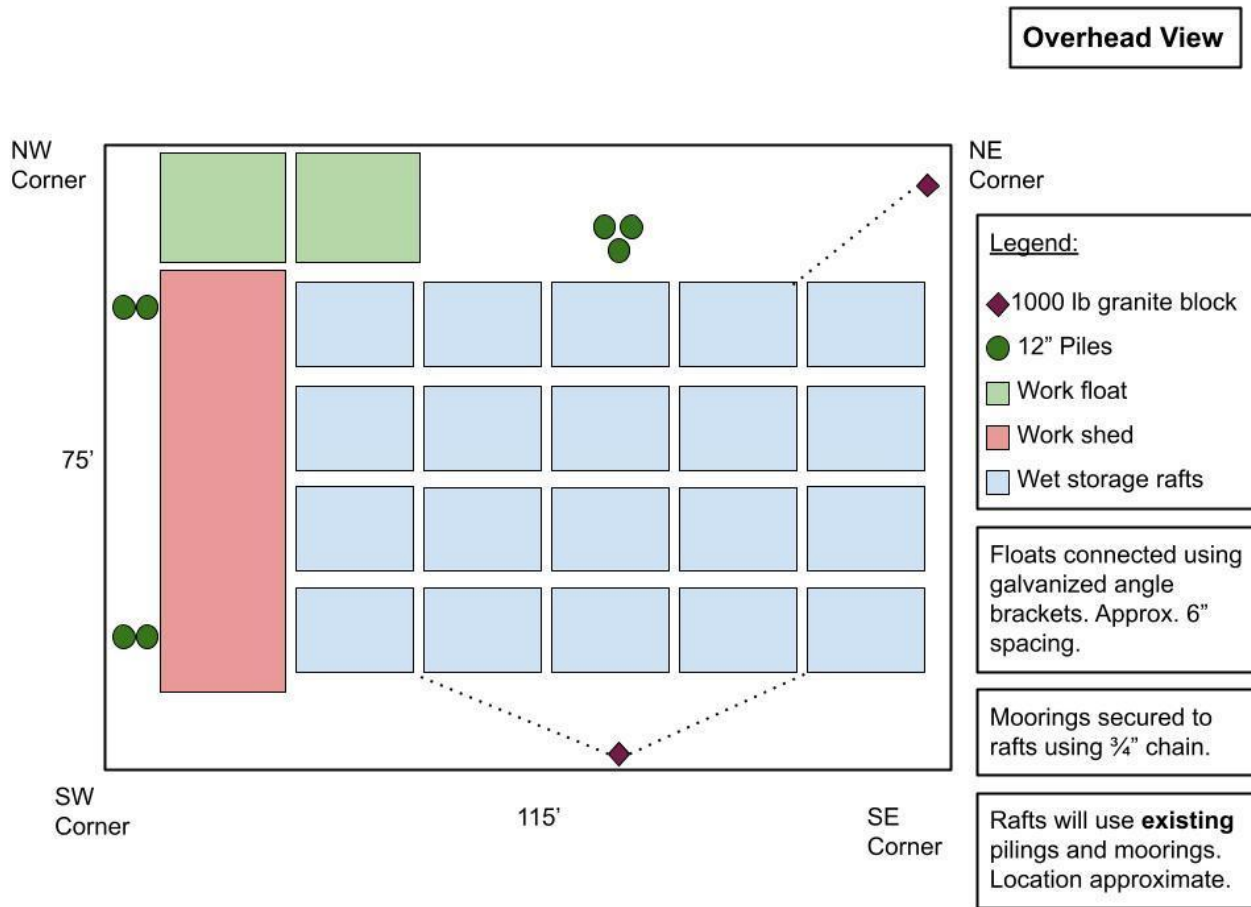 Overhead View
NW
Corner
NE
Corner
Legend:
1000 lb granite block
12” Piles
Work float
Work shed
Wet storage rafts
75’
Floats connected using
galvanized angle
brackets. Approx. 6”
spacing.
Moorings secured to
rafts using ¾” chain.
SW
Corner
115’
SE
Corner
Rafts will use existing
pilings and moorings.
Location approximate.